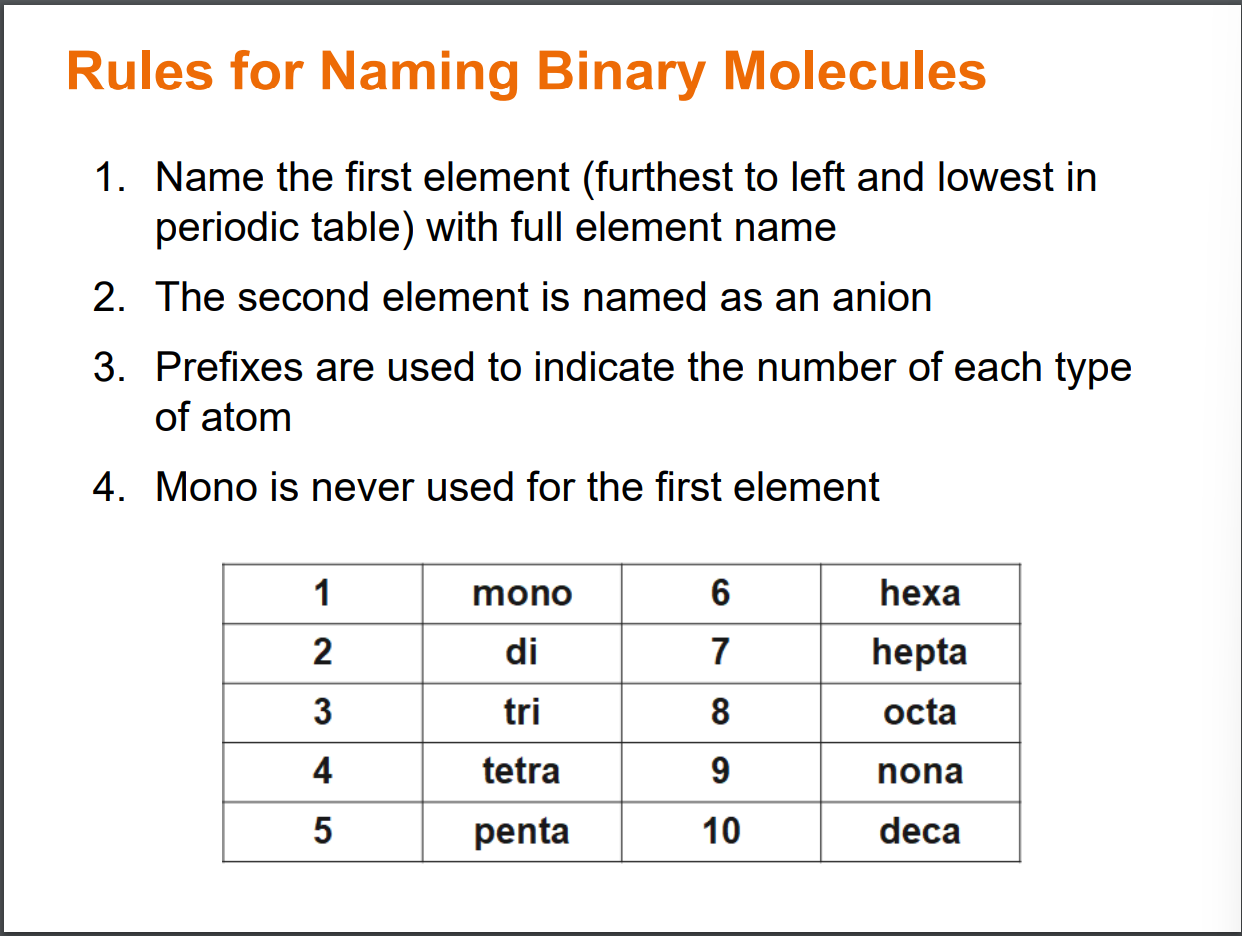 Rules for Naming Binary Molecules
1. Name the first element (furthest to left and lowest in
periodic table) with full element name
2. The second element is named as an anion
3. Prefixes are used to indicate the number of each type
of atom
4. Mono is never used for the first element
1 mono 6 hexa
2 di 7 hepta
3 tri 8 octa
4 tetra 9 nona
5 penta 10 deca